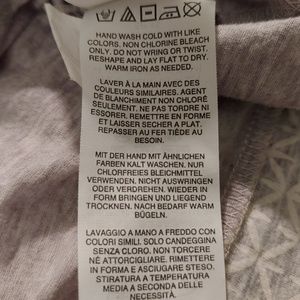 HAND WASH COLD WITH LIKE
COLORS. NON CHLORINE BLEACH
ONLY. DO NOT WRING OR TWIST.
RESHAPE AND LAY FLAT TO DRY.
WARM IRON AS NEEDED.
LAVER À LA MAIN AVEC DES
COULEURS SIMILAIRES. AGENT
DE BLANCHIMENT NON CHLORÉ
SEULEMENT. NE PAS TORDRE NI
ESSORER. REMETTRE EN FORME
ET LAISSER SECHER A PLAT.
REPASSER AU FER TIÈDE AU
BESOIN.
MIT DER HAND MIT ÄHNLICHEN
FARBEN KALT WASCHEN. NUR
CHLORFREIES BLEICHMITTEL
VERWENDEN. NICHT AUSWRINGEN
ODER VERDREHEN. WIEDER IN
FORM BRINGEN UND LIEGEND
TROCKNEN. NACH BEDARF WARM
BÜGELN.
LAVAGGIO A MANO A FREDDO CON
COLORI SIMILI. SOLO CANDEGGINA
SENZA CLORO. NON TORCERE
NÉ ATTORCIGLIARE. RIMETTERE
IN FORMA E ASCIUGARE STESO.
STIRATURA A TEMPERATURA
MEDIA A SECONDA DELLE
NECESSITÀ.